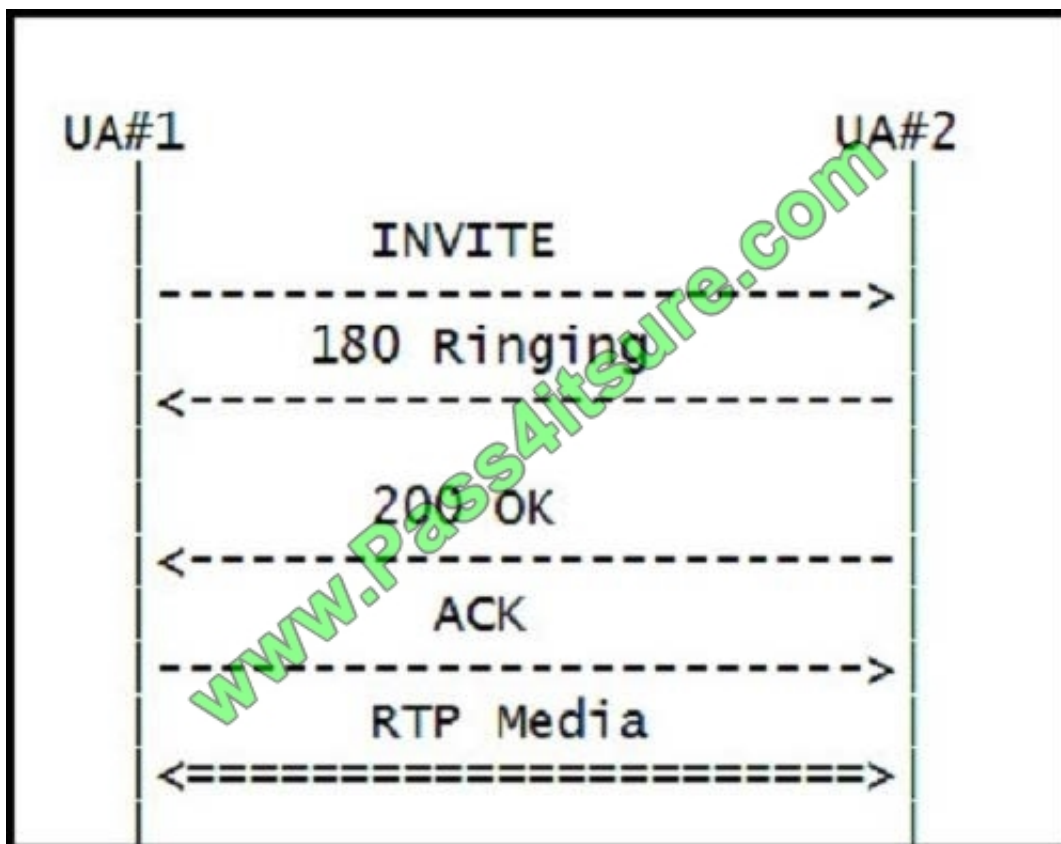 UA#1 UA#2
INVITE
180 Ringing
200 OK
ACK
RTP Media
www.Pass4itsure.com